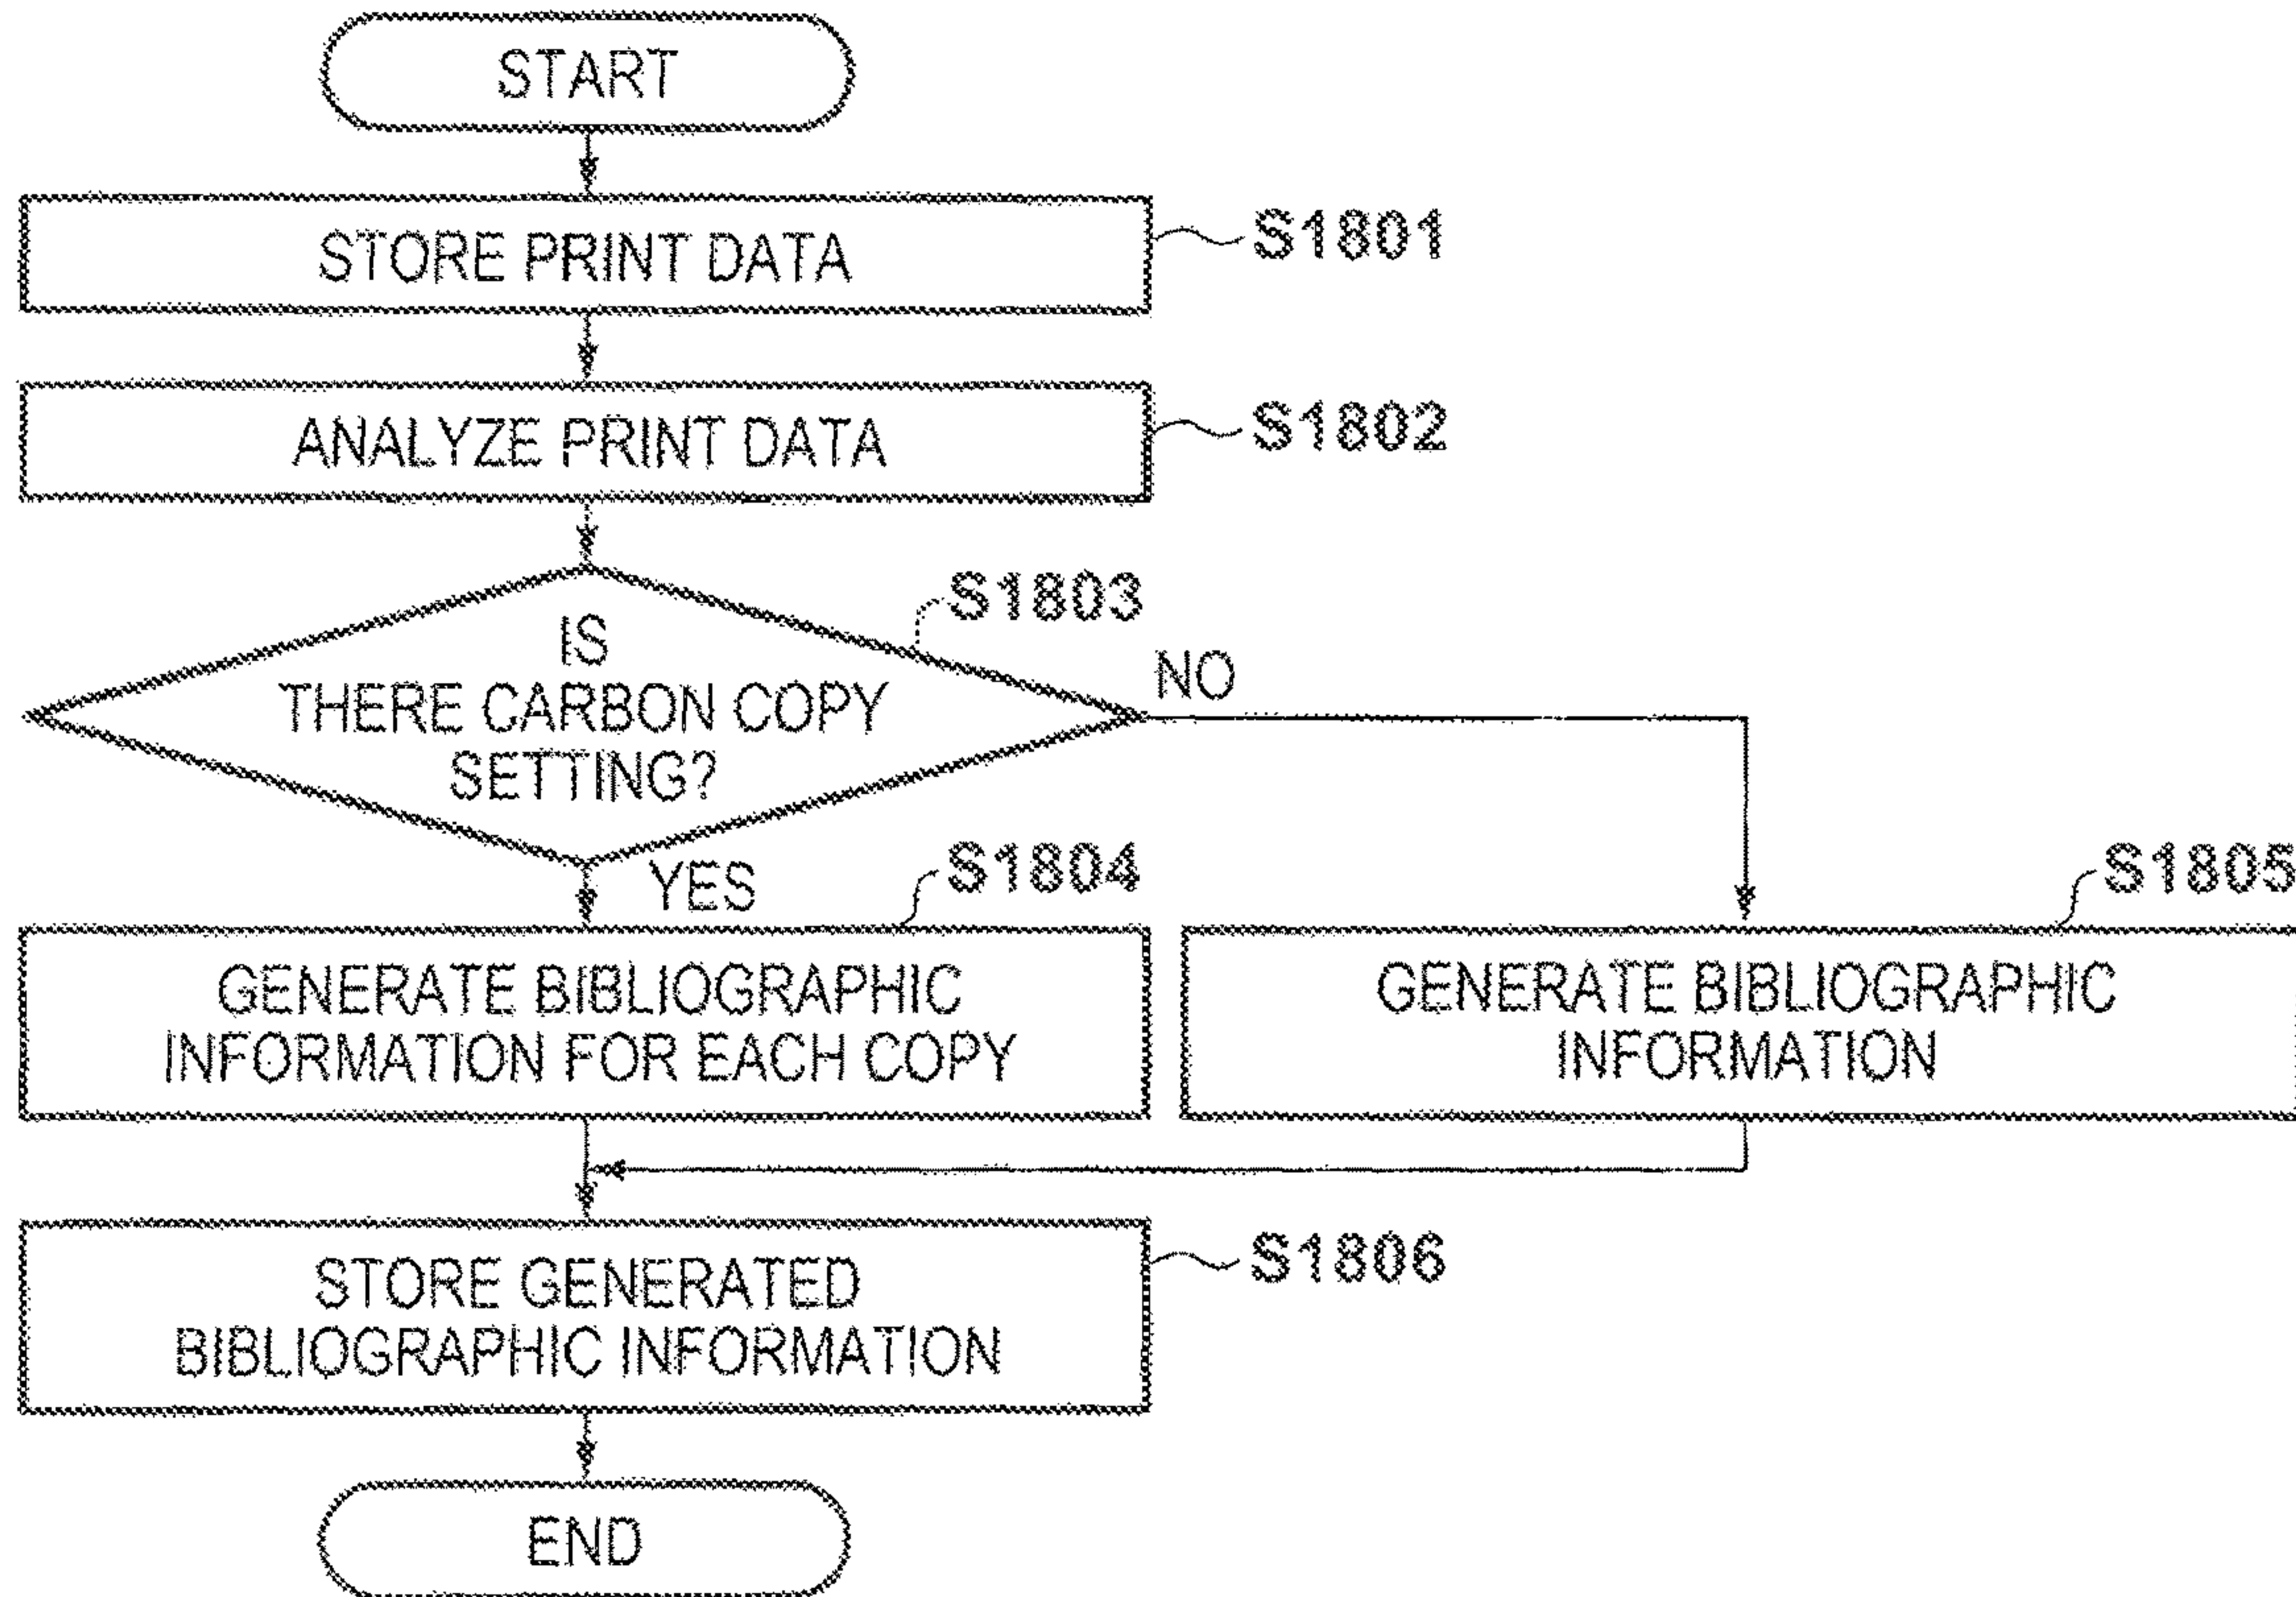 START
STORE PRINT DATA
S1801
ANALYZE PRINT DATA
S1802
S1803
IS
THERE CARBON COPY
SETTING?
NO
YES
S1804
GENERATE BIBLIOGRAPHIC
INFORMATION FOR EACH COPY
S1805
GENERATE BIBLIOGRAPHIC
INFORMATION
STORE GENERATED
BIBLIOGRAPHIC INFORMATION
S1806
END